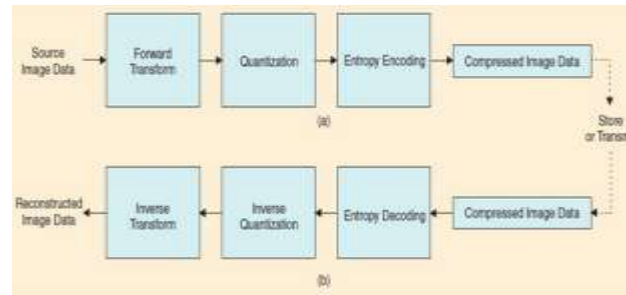 Source
Image Data
Forward
Transform
Quantization
Entropy Encoding
Compressed Image Data
(a)
Store
or Transm
Reconstructed
Image Data
Inverse
Transform
Inverse
Quantization
Entropy Decoding
Compressed Image Data
(b)